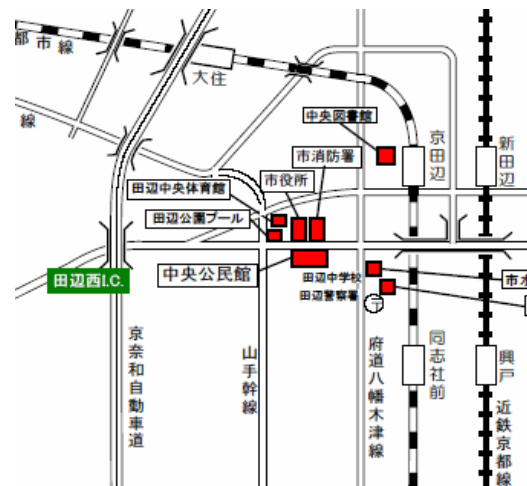 都市線
大住
線
中央図書館
市消防署
京田辺
新田辺
市役所
田辺中央体育館
田辺公園プール
田辺西I.C.
中央公民館
田辺中学校
田辺警察署
市水
京奈和自動車道
山手幹線
府道八幡木津線
同志社前
興戸
近鉄京都線